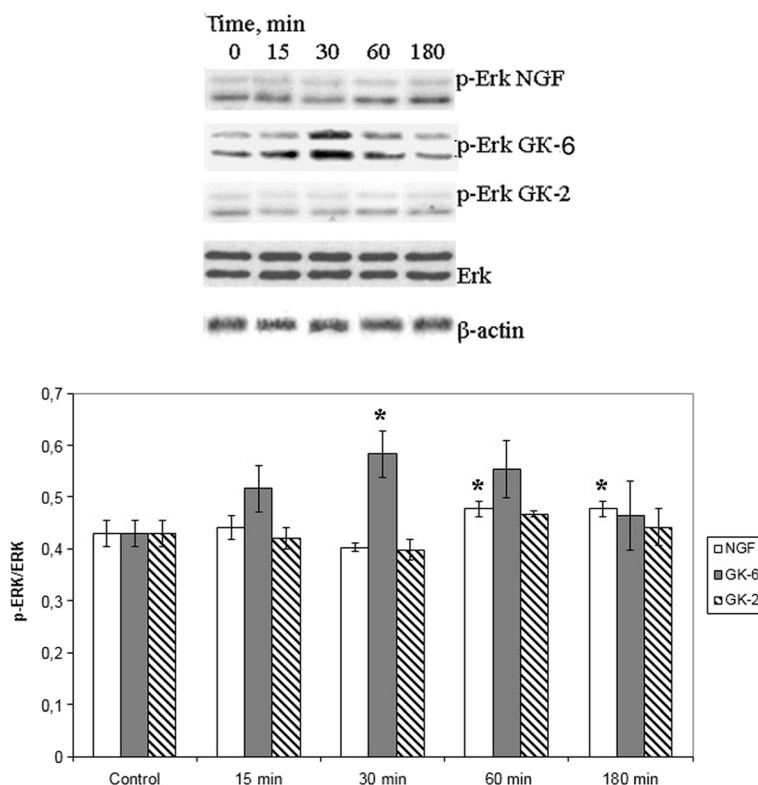 Time, min
0 15 30 60 180
p-Erk NGF
p-Erk GK-6
p-Erk GK-2
Erk
β-actin
0,7
0,6
0,5
0,4
0,3
0,2
0,1
0
p-ERK/ERK
*
*
*
Control 15 min 30 min 60 min 180 min
NGF
GK-6
GK-2